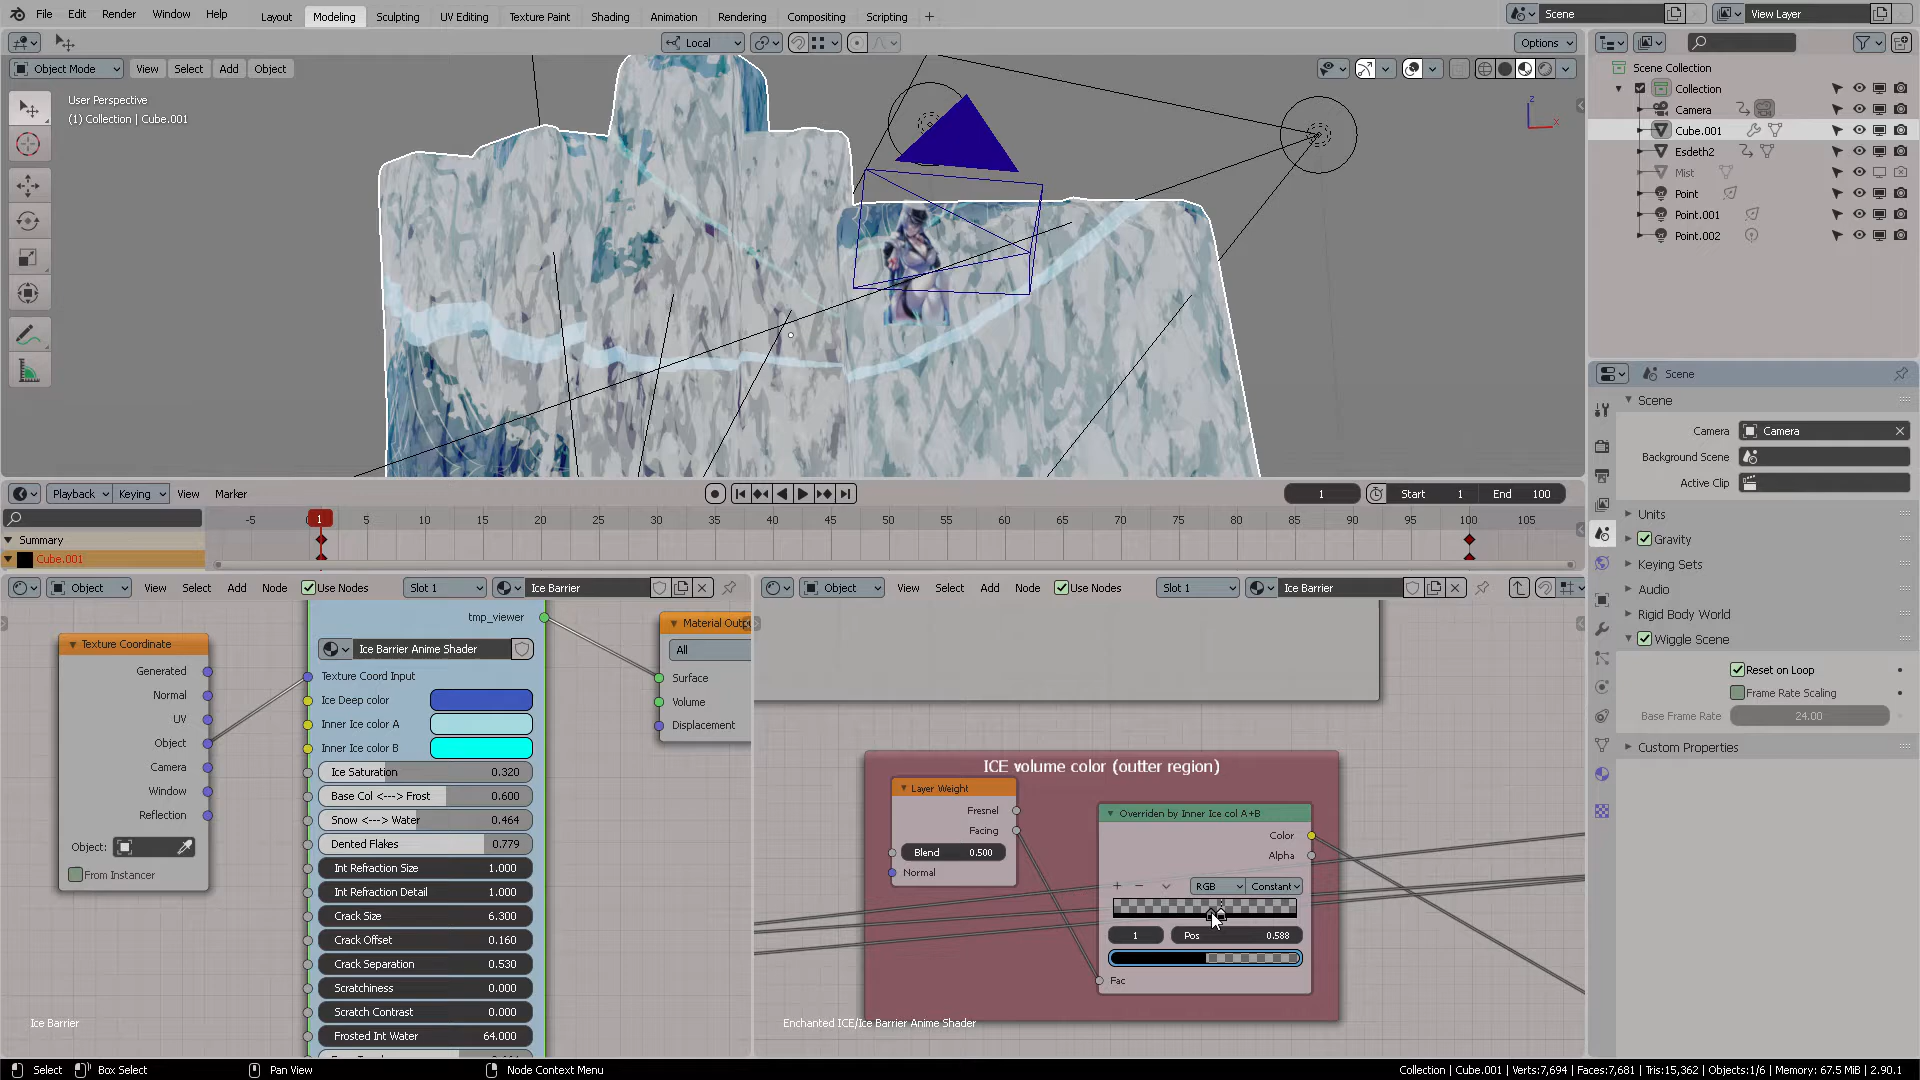 File Edit Render Window Help Layout Modeling Sculpting UV Editing Texture Paint Shading Animation Rendering Compositing Scripting + Scene View Layer
Local Options
Object Mode View Select Add Object
User Perspective
(1) Collection | Cube.001
Z
X
Scene Collection
Collection
Camera
Cube.001
Esdeth2
Mist
Point
Point.001
Point.002
Scene
Scene
Camera Camera
Background Scene
Active Clip
Units
Gravity
Keying Sets
Audio
Rigid Body World
Wiggle Scene
Reset on Loop
Frame Rate Scaling
Base Frame Rate 24.00
Custom Properties
Playback Keying View Marker 1 Start 1 End 100
-5 1 5 10 15 20 25 30 35 40 45 50 55 60 65 70 75 80 85 90 95 100 105
Summary
Cube.001
Object View Select Add Node Use Nodes Slot 1 Ice Barrier
Texture Coordinate
Generated
Normal
UV
Object
Camera
Window
Reflection
Object:
From Instancer
tmp_viewer
Ice Barrier Anime Shader
Texture Coord Input
Ice Deep color
Inner Ice color A
Inner Ice color B
Ice Saturation 0.320
Base Col <---> Frost 0.600
Snow <---> Water 0.464
Dented Flakes 0.779
Int Refraction Size 1.000
Int Refraction Detail 1.000
Crack Size 6.300
Crack Offset 0.160
Crack Separation 0.530
Scratchiness 0.000
Scratch Contrast 0.000
Frosted Int Water 64.000
Material Outp
All
Surface
Volume
Displacement
Ice Barrier
Object View Select Add Node Use Nodes Slot 1 Ice Barrier
ICE volume color (outter region)
Layer Weight
Fresnel
Facing
Blend 0.500
Normal
Overriden by Inner Ice col A+B
Color
Alpha
+ − RGB Constant
1 Pos 0.588
Fac
Enchanted ICE/Ice Barrier Anime Shader
Select Box Select Pan View Node Context Menu Collection | Cube.001 | Verts:7,694 | Faces:7,681 | Tris:15,362 | Objects:1/6 | Memory: 67.5 MiB | 2.90.1